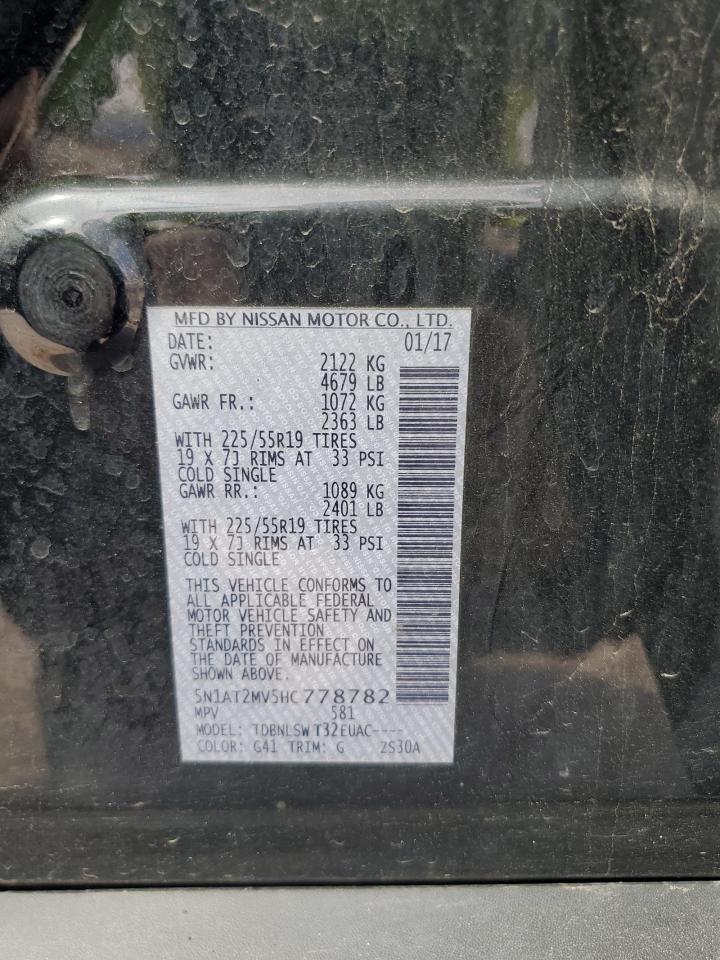 MFD BY NISSAN MOTOR CO., LTD.
DATE: 01/17
GVWR: 2122 KG
4679 LB
GAWR FR.: 1072 KG
2363 LB
WITH 225/55R19 TIRES
19 X 7J RIMS AT 33 PSI
COLD SINGLE
GAWR RR.: 1089 KG
2401 LB
WITH 225/55R19 TIRES
19 X 7J RIMS AT 33 PSI
COLD SINGLE
THIS VEHICLE CONFORMS TO
ALL APPLICABLE FEDERAL
MOTOR VEHICLE SAFETY AND
THEFT PREVENTION
STANDARDS IN EFFECT ON
THE DATE OF MANUFACTURE
SHOWN ABOVE.
5N1AT2MV5HC778782
MPV 581
MODEL: TDBNLSW T32EUAC----
COLOR: G41 TRIM: G ZS30A